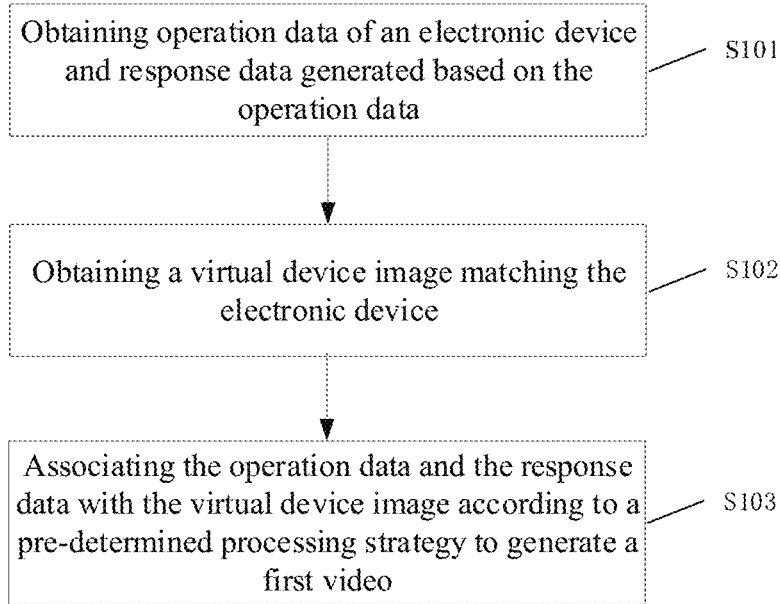 Obtaining operation data of an electronic device
and response data generated based on the
operation data
S101
Obtaining a virtual device image matching the
electronic device
S102
Associating the operation data and the response
data with the virtual device image according to a
pre-determined processing strategy to generate a
first video
S103